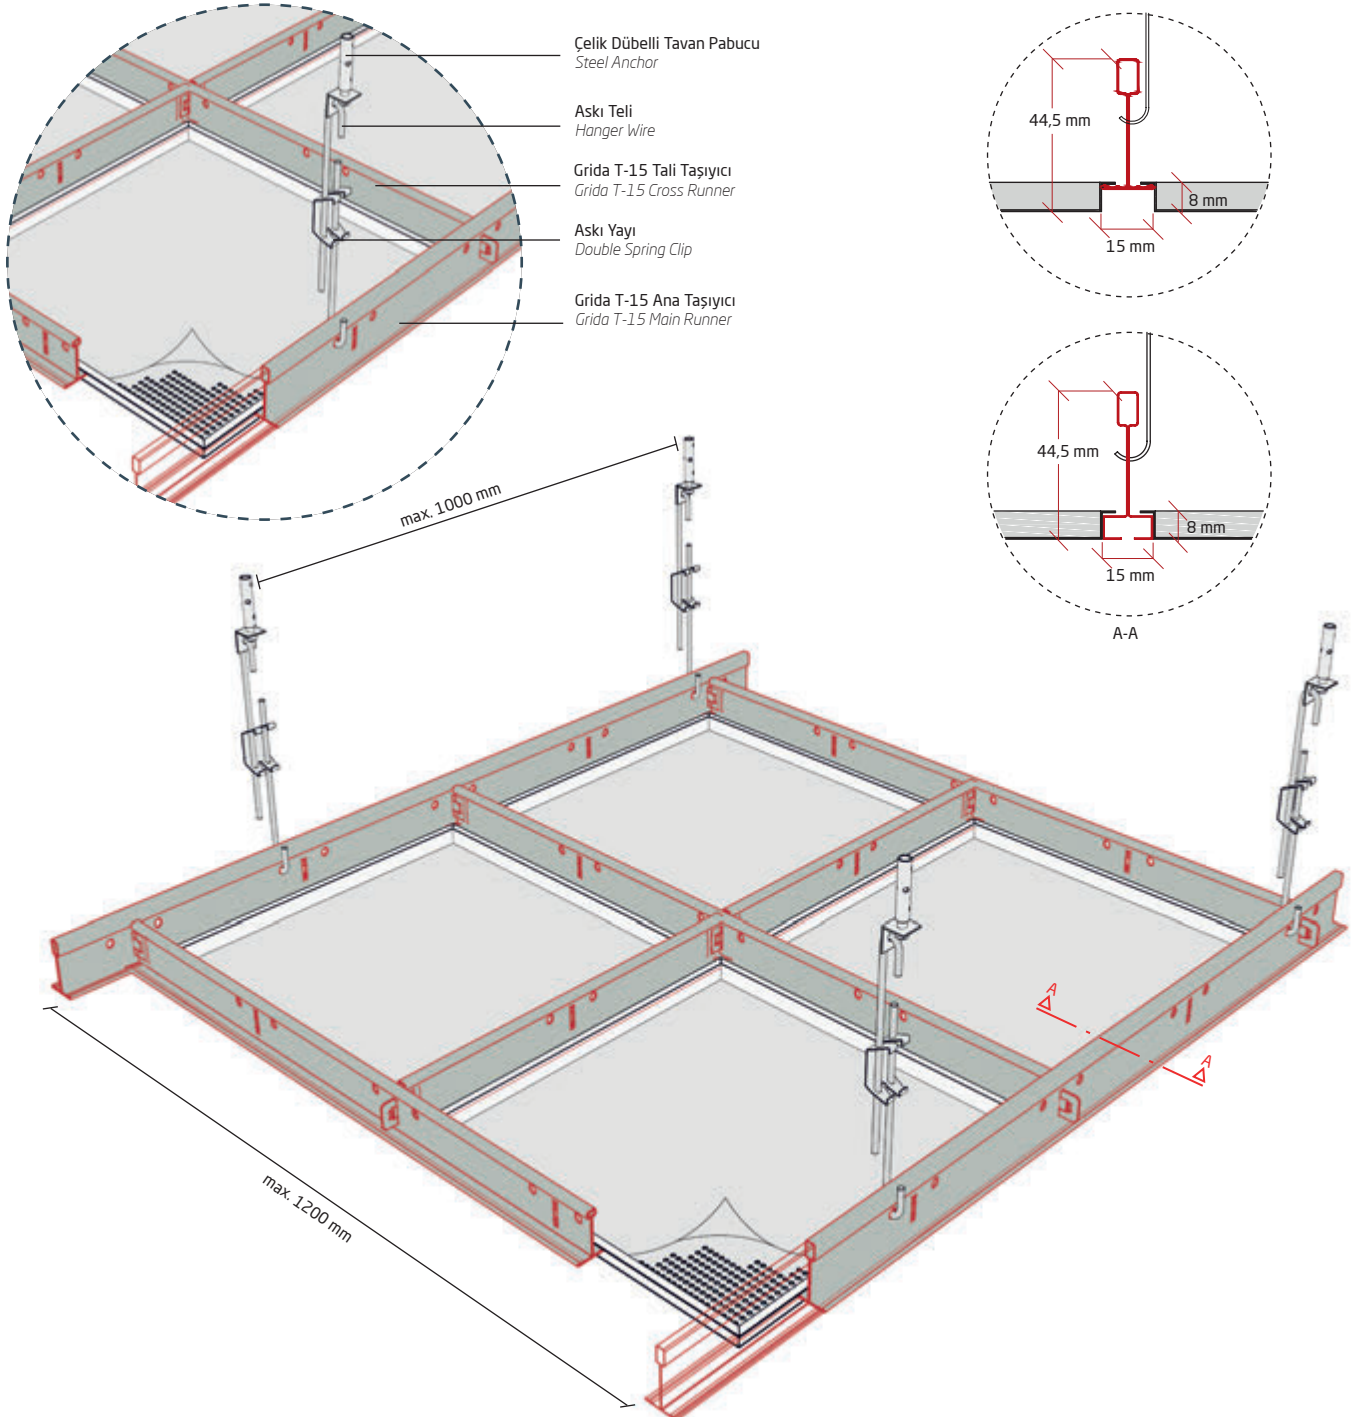 Çelik Dübelli Tavan Pabucu
Steel Anchor
Askı Teli
Hanger Wire
Grida T-15 Tali Taşıyıcı
Grida T-15 Cross Runner
Askı Yayı
Double Spring Clip
Grida T-15 Ana Taşıyıcı
Grida T-15 Main Runner
44,5 mm
8 mm
15 mm
44,5 mm
8 mm
15 mm
A-A
max. 1000 mm
A
A
max. 1200 mm